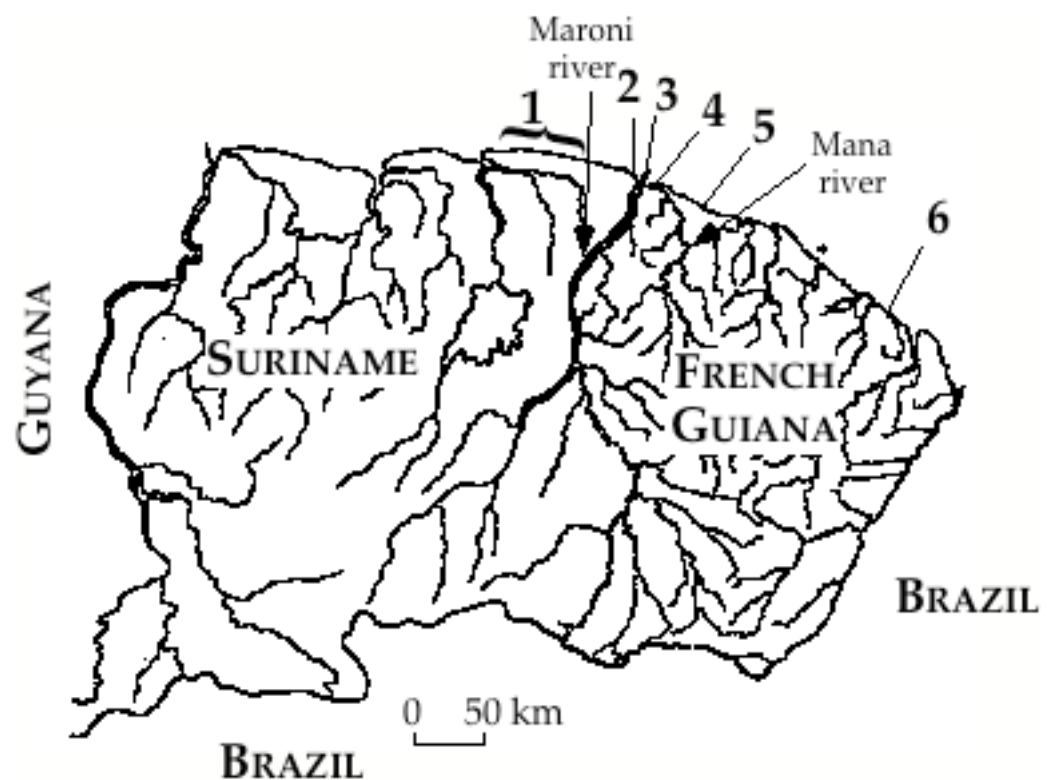 Maroni
river
1
2
3
4
5
Mana
river
6
GUYANA
SURINAME
FRENCH
GUIANA
BRAZIL
0 50 km
BRAZIL